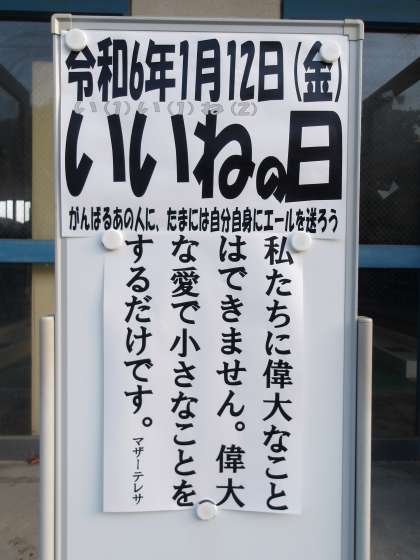 令和6年1月12日(金)
い(1)い(1)ね(2)
いいねの日
がんばるあの人に、たまには自分自身にエールを送ろう
私たちに偉大なこと
はできません。偉大
な愛で小さなことを
するだけです。マザーテレサ